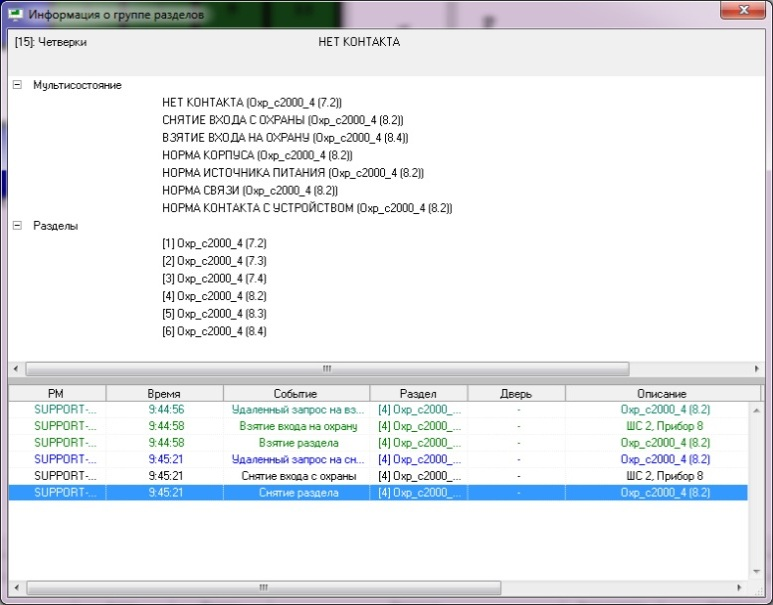 Информация о группе разделов
[15]: Четверки НЕТ КОНТАКТА
Мультисостояние
НЕТ КОНТАКТА (Охр_с2000_4 (7.2))
СНЯТИЕ ВХОДА С ОХРАНЫ (Охр_с2000_4 (8.2))
ВЗЯТИЕ ВХОДА НА ОХРАНУ (Охр_с2000_4 (8.4))
НОРМА КОРПУСА (Охр_с2000_4 (8.2))
НОРМА ИСТОЧНИКА ПИТАНИЯ (Охр_с2000_4 (8.2))
НОРМА СВЯЗИ (Охр_с2000_4 (8.2))
НОРМА КОНТАКТА С УСТРОЙСТВОМ (Охр_с2000_4 (8.2))
Разделы
[1] Охр_с2000_4 (7.2)
[2] Охр_с2000_4 (7.3)
[3] Охр_с2000_4 (7.4)
[4] Охр_с2000_4 (8.2)
[5] Охр_с2000_4 (8.3)
[6] Охр_с2000_4 (8.4)
РМ Время Событие Раздел Дверь Описание
SUPPORT-... 9:44:56 Удаленный запрос на вз... [4] Охр_с2000_... - Охр_с2000_4 (8.2)
SUPPORT-... 9:44:58 Взятие входа на охрану [4] Охр_с2000_... - ШС 2, Прибор 8
SUPPORT-... 9:44:58 Взятие раздела [4] Охр_с2000_... - Охр_с2000_4 (8.2)
SUPPORT-... 9:45:21 Удаленный запрос на сн... [4] Охр_с2000_... - Охр_с2000_4 (8.2)
SUPPORT-... 9:45:21 Снятие входа с охраны [4] Охр_с2000_... - ШС 2, Прибор 8
SUPPORT-... 9:45:21 Снятие раздела [4] Охр_с2000_... - Охр_с2000_4 (8.2)